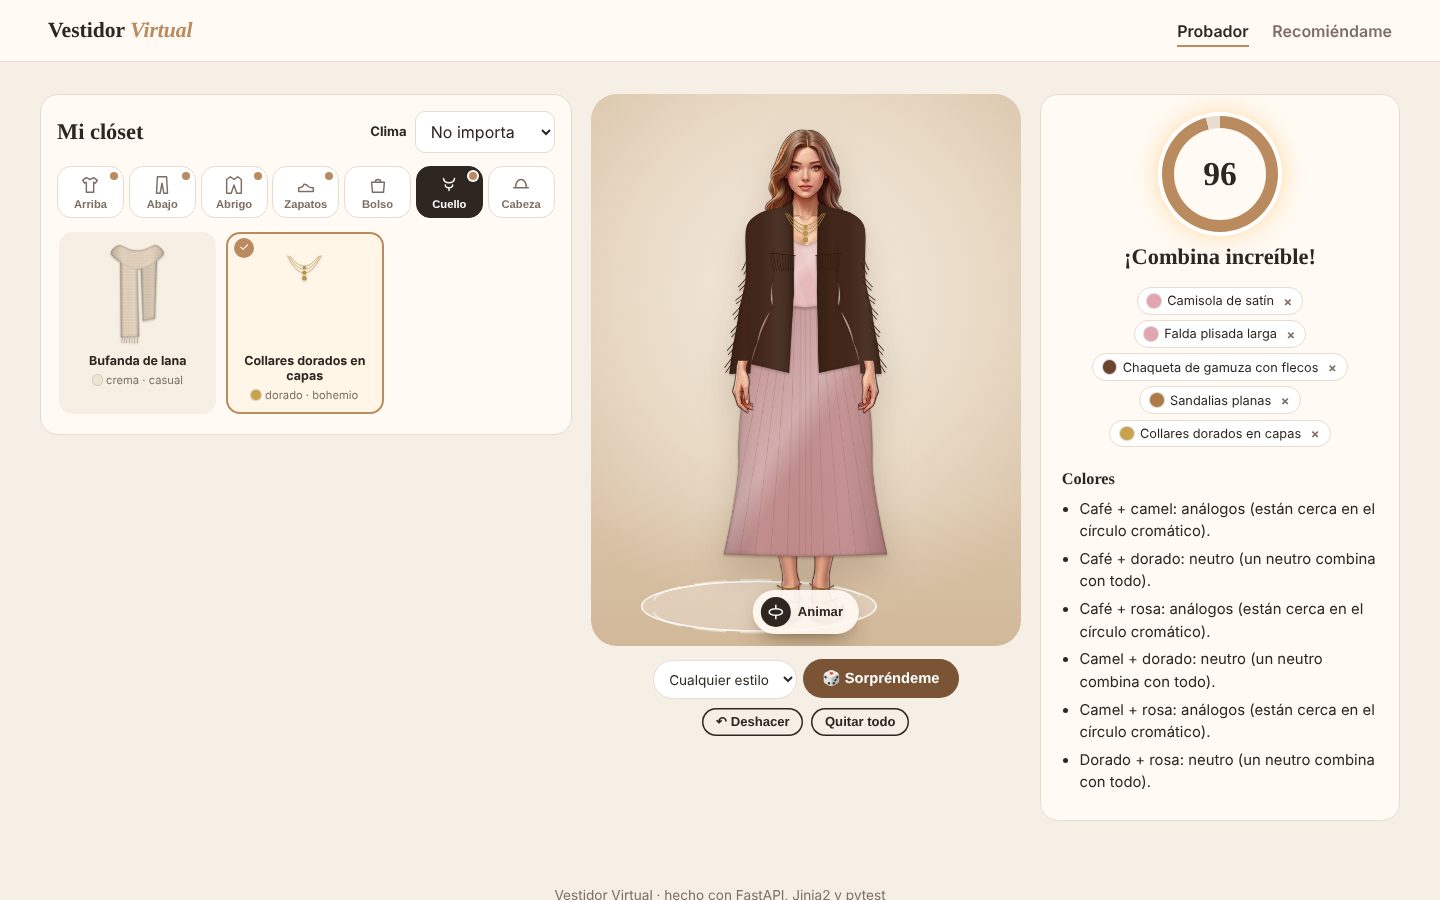 Vestidor Virtual
Probador
Recomiéndame
Mi clóset
Clima
No importa
Arriba
Abajo
Abrigo
Zapatos
Bolso
Cuello
Cabeza
Bufanda de lana
crema · casual
Collares dorados en
capas
dorado · bohemio
Animar
Cualquier estilo
🎲 Sorpréndeme
↶ Deshacer
Quitar todo
96
¡Combina increíble!
Camisola de satín ×
Falda plisada larga ×
Chaqueta de gamuza con flecos ×
Sandalias planas ×
Collares dorados en capas ×
Colores
• Café + camel: análogos (están cerca en el
círculo cromático).
• Café + dorado: neutro (un neutro combina
con todo).
• Café + rosa: análogos (están cerca en el
círculo cromático).
• Camel + dorado: neutro (un neutro
combina con todo).
• Camel + rosa: análogos (están cerca en el
círculo cromático).
• Dorado + rosa: neutro (un neutro combina
con todo).
Vestidor Virtual · hecho con FastAPI, Jinja2 y pytest